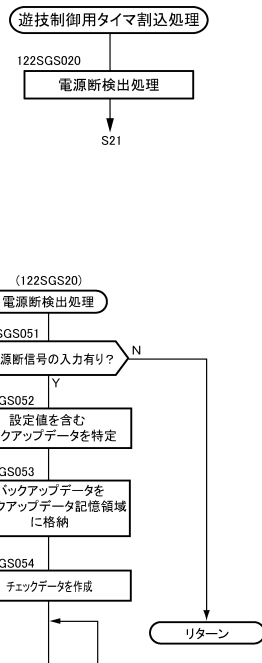 遊技制御用タイマ割込処理
122SGS020
電源断検出処理
S21
(122SGS20)
電源断検出処理
SGS051
源断信号の入力有り?
N
Y
GS052
設定値を含む
ックアップデータを特定
GS053
バックアップデータを
クアップデータ記憶領域
に格納
GS054
チェックデータを作成
リターン